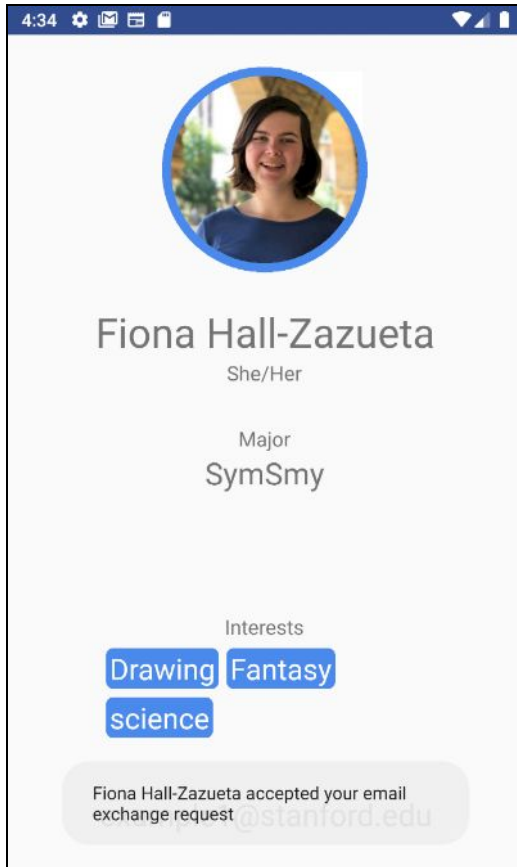 4:34
Fiona Hall-Zazueta
She/Her
Major
SymSmy
Interests
Drawing Fantasy
science
Fiona Hall-Zazueta accepted your email
exchange request
example1@stanford.edu